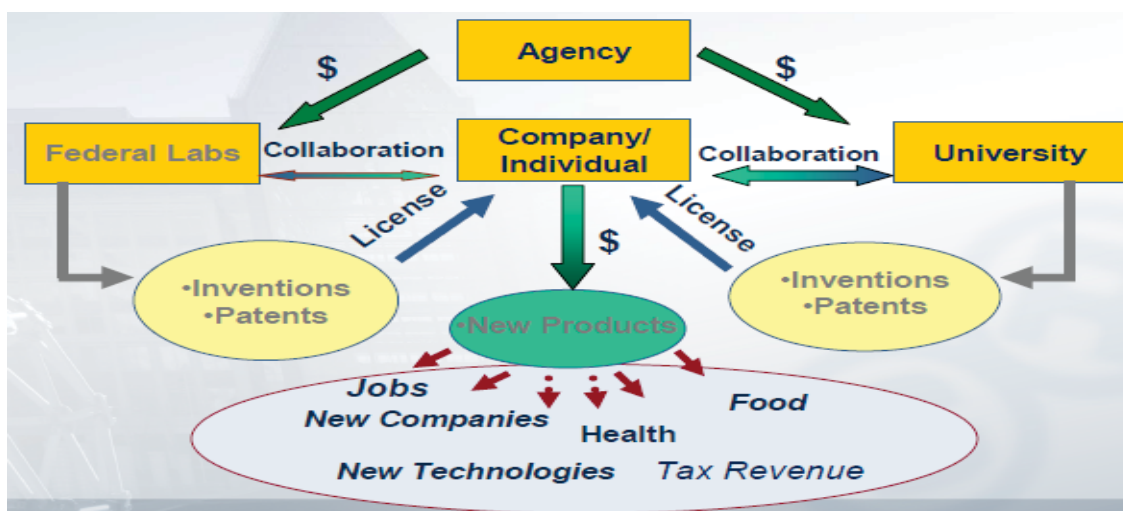 Agency
$
$
Federal Labs
Collaboration
Company/
Individual
Collaboration
University
License
License
$
•Inventions
•Patents
•Inventions
•Patents
•New Products
Jobs
New Companies
Food
Health
New Technologies
Tax Revenue